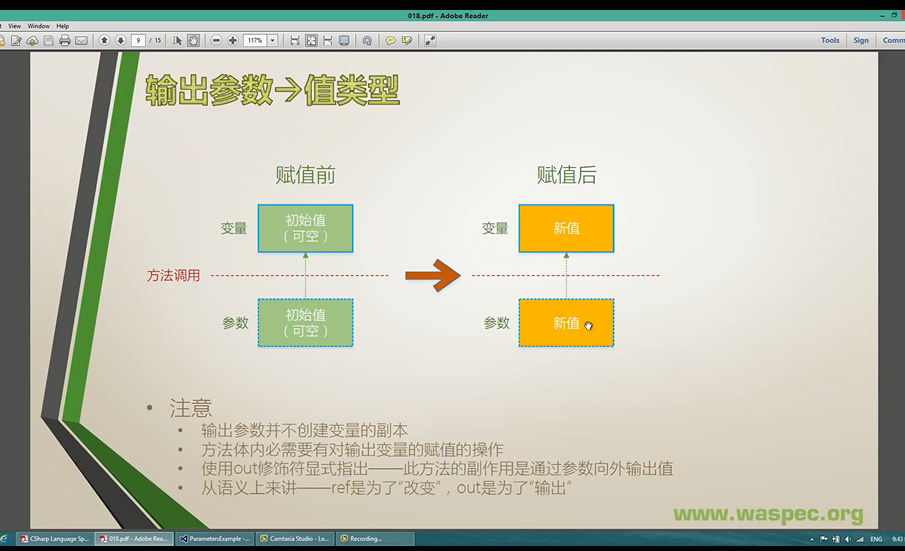 018.pdf - Adobe Reader
View Window Help
9 / 15
117%
Tools Sign Comm
输出参数→值类型
赋值前 赋值后
变量 初始值 变量 新值
（可空）
方法调用
参数 初始值 参数 新值
（可空）
• 注意
• 输出参数并不创建变量的副本
• 方法体内必需要有对输出变量的赋值的操作
• 使用out修饰符显式指出——此方法的副作用是通过参数向外输出值
• 从语义上来讲——ref是为了“改变”，out是为了“输出”
www.waspec.org
CSharp Language Sp... 018.pdf - Adobe Rea... ParametersExample -... Camtasia Studio - Le... Recording... ENG 9:43